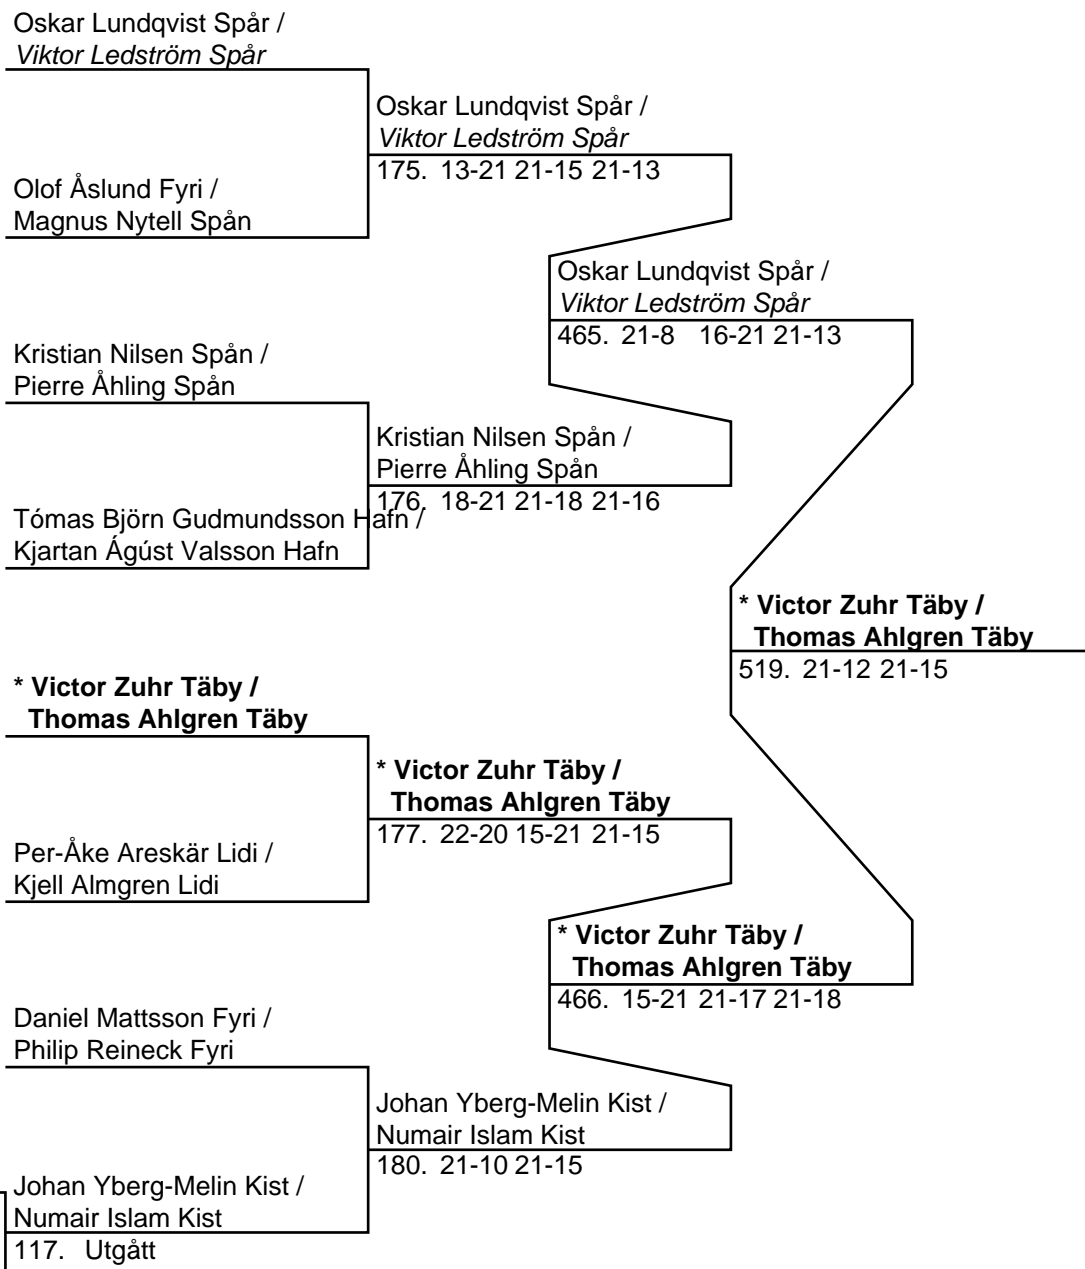 Oskar Lundqvist Spår /
Viktor Ledström Spår
Oskar Lundqvist Spår /
Viktor Ledström Spår
175. 13-21 21-15 21-13
Olof Åslund Fyri /
Magnus Nytell Spån
Oskar Lundqvist Spår /
Viktor Ledström Spår
465. 21-8 16-21 21-13
Kristian Nilsen Spån /
Pierre Åhling Spån
Kristian Nilsen Spån /
Pierre Åhling Spån
176. 18-21 21-18 21-16
Tómas Björn Gudmundsson Hafn /
Kjartan Ágúst Valsson Hafn
* Victor Zuhr Täby /
Thomas Ahlgren Täby
519. 21-12 21-15
* Victor Zuhr Täby /
Thomas Ahlgren Täby
* Victor Zuhr Täby /
Thomas Ahlgren Täby
177. 22-20 15-21 21-15
Per-Åke Areskär Lidi /
Kjell Almgren Lidi
* Victor Zuhr Täby /
Thomas Ahlgren Täby
466. 15-21 21-17 21-18
Daniel Mattsson Fyri /
Philip Reineck Fyri
Johan Yberg-Melin Kist /
Numair Islam Kist
180. 21-10 21-15
Johan Yberg-Melin Kist /
Numair Islam Kist
117. Utgått